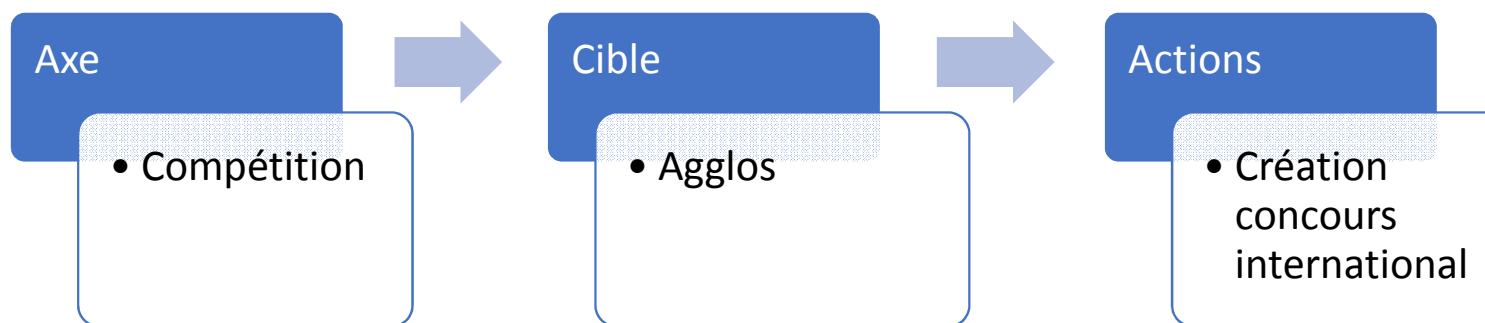 Axe
• Compétition
Cible
• Agglos
Actions
• Création
concours
international